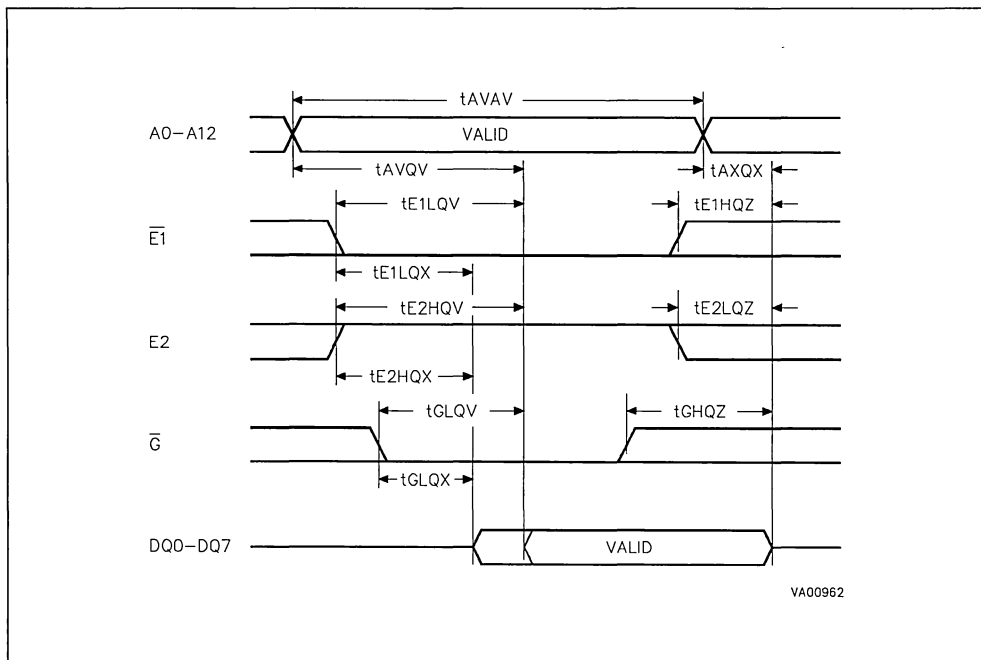 tAVAV
A0-A12 VALID
tAVQV tAXQX
tE1LQV tE1HQZ
E1
tE1LQX
tE2HQV tE2LQZ
E2
tE2HQX
tGLQV tGHQZ
G
tGLQX
DQ0-DQ7 VALID
VA00962